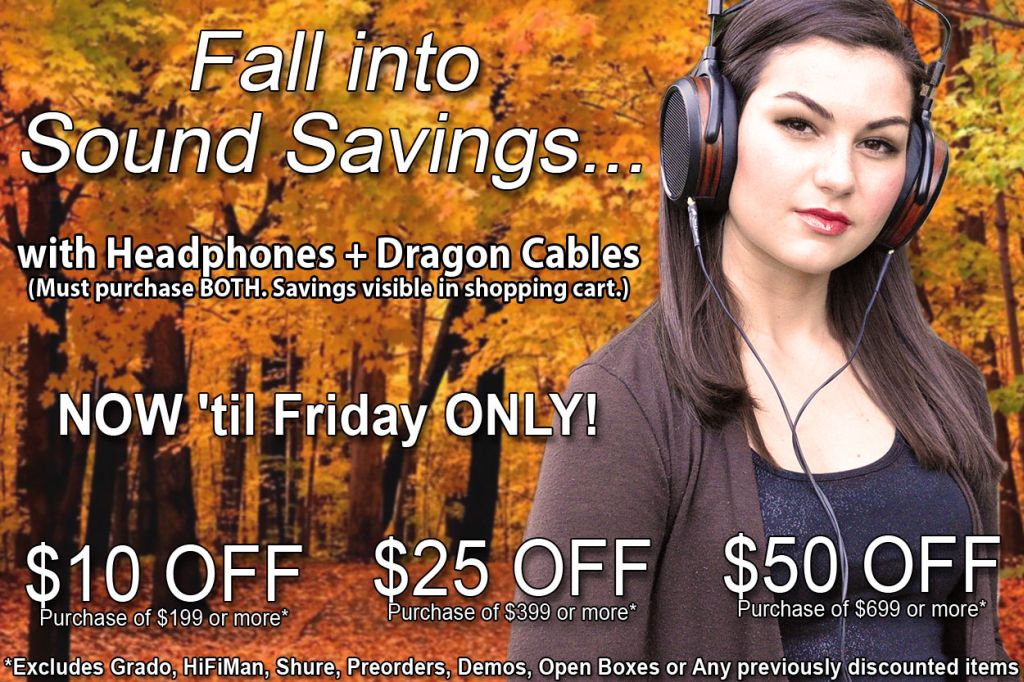 Fall into
Sound Savings...
with Headphones + Dragon Cables
(Must purchase BOTH. Savings visible in shopping cart.)
NOW 'til Friday ONLY!
$10 OFF
Purchase of $199 or more*
$25 OFF
Purchase of $399 or more*
$50 OFF
Purchase of $699 or more*
*Excludes Grado, HiFiMan, Shure, Preorders, Demos, Open Boxes or Any previously discounted items